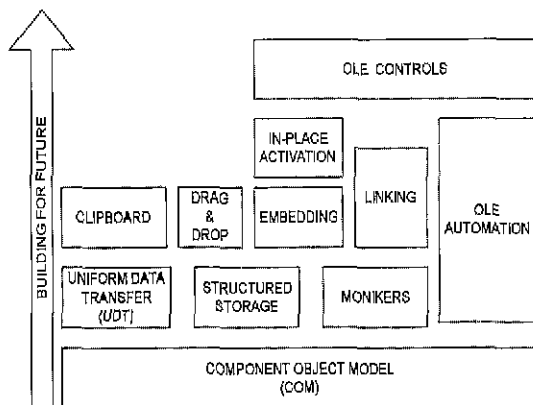 OLE CONTROLS
IN-PLACE
ACTIVATION
CLIPBOARD
DRAG
&
DROP
EMBEDDING
LINKING
OLE
AUTOMATION
UNIFORM DATA
TRANSFER
(UDT)
STRUCTURED
STORAGE
MONIKERS
COMPONENT OBJECT MODEL
(COM)
BUILDING FOR FUTURE